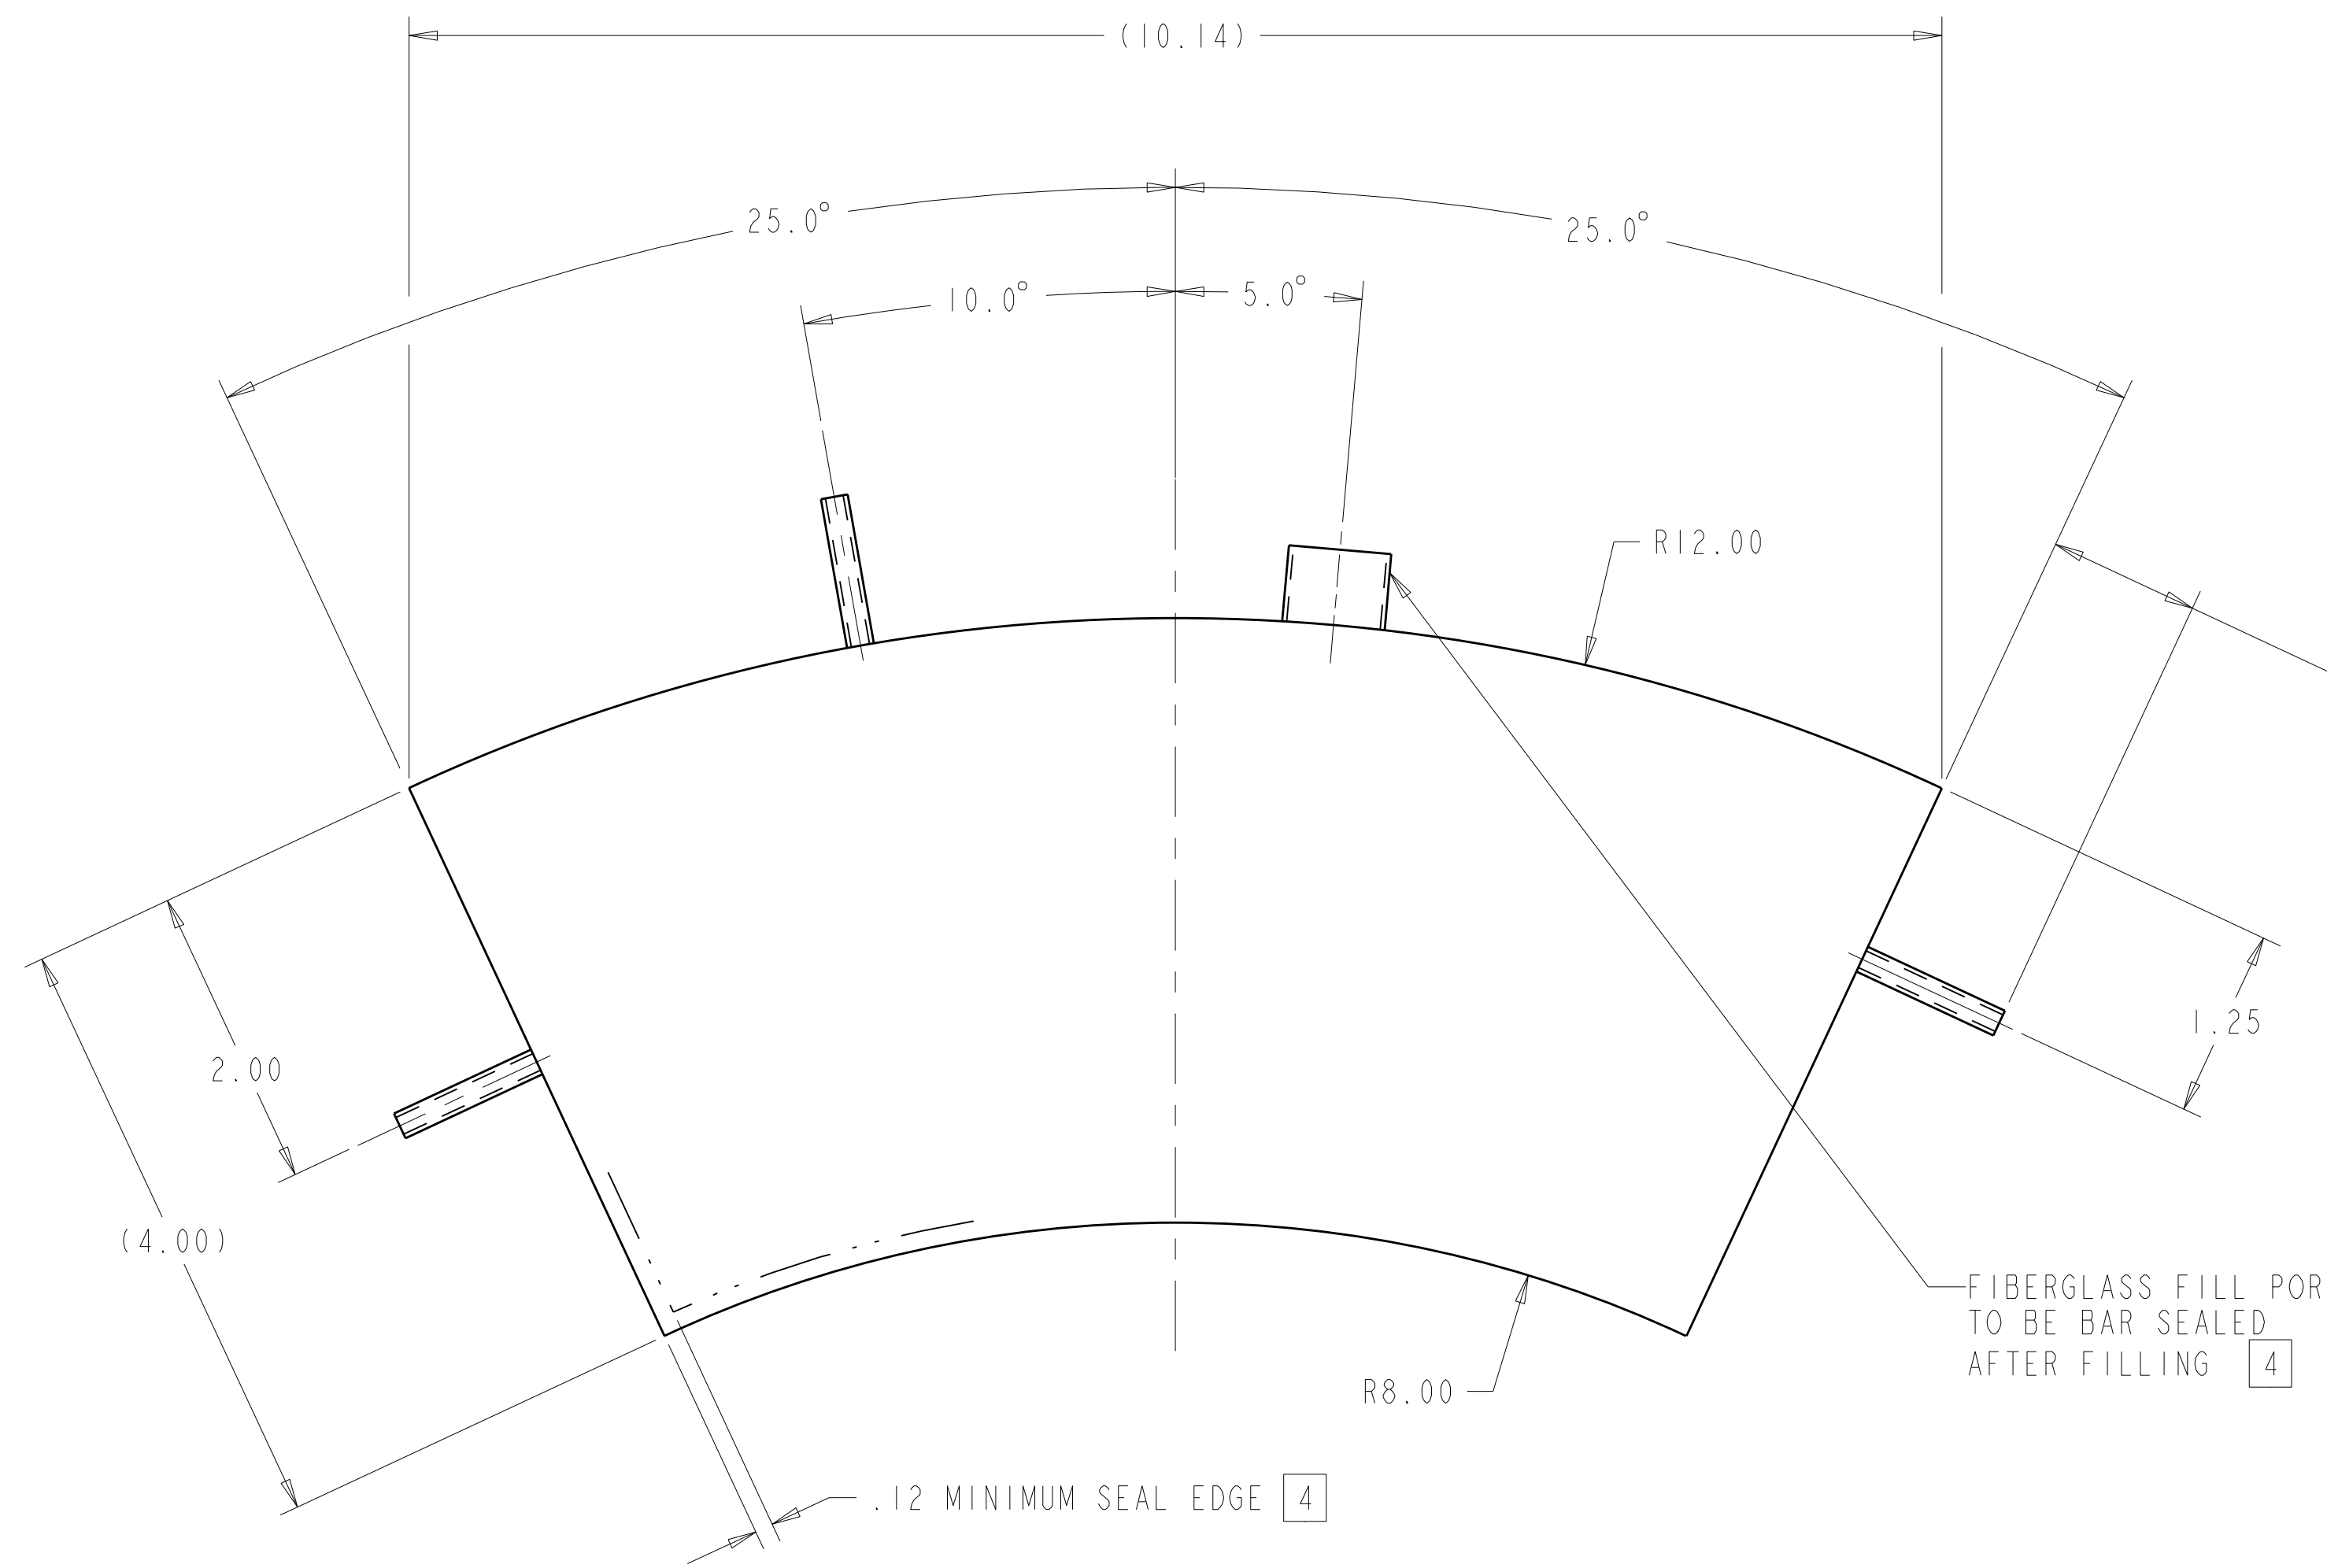 (10.14)
25.0°
25.0°
10.0°
5.0°
R12.00
2.00
1.25
(4.00)
FIBERGLASS FILL POR
TO BE BAR SEALED
AFTER FILLING 4
R8.00
.12 MINIMUM SEAL EDGE 4